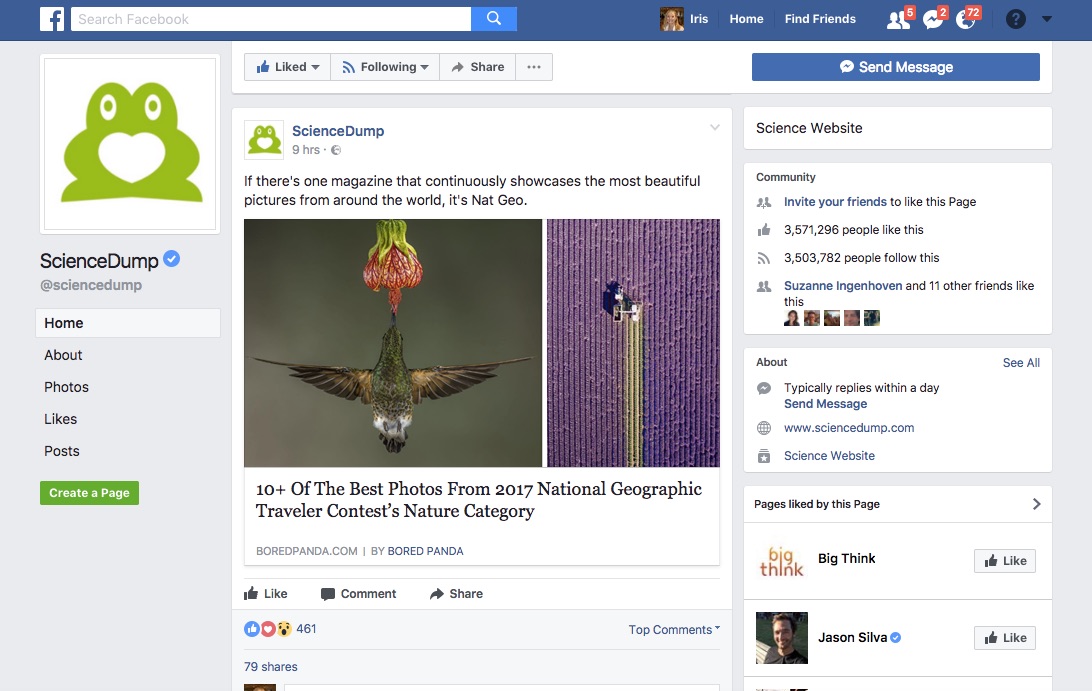 Search Facebook
Iris
Home
Find Friends
5
2
72
?
Liked
Following
Share
Send Message
ScienceDump
@sciencedump
Home
About
Photos
Likes
Posts
Create a Page
ScienceDump
9 hrs ·
If there's one magazine that continuously showcases the most beautiful
pictures from around the world, it's Nat Geo.
10+ Of The Best Photos From 2017 National Geographic
Traveler Contest’s Nature Category
BOREDPANDA.COM | BY BORED PANDA
Like
Comment
Share
461
Top Comments
79 shares
Science Website
Community
Invite your friends to like this Page
3,571,296 people like this
3,503,782 people follow this
Suzanne Ingenhoven and 11 other friends like
this
About
See All
Typically replies within a day
Send Message
www.sciencedump.com
Science Website
Pages liked by this Page
big
think
Big Think
Like
Jason Silva
Like